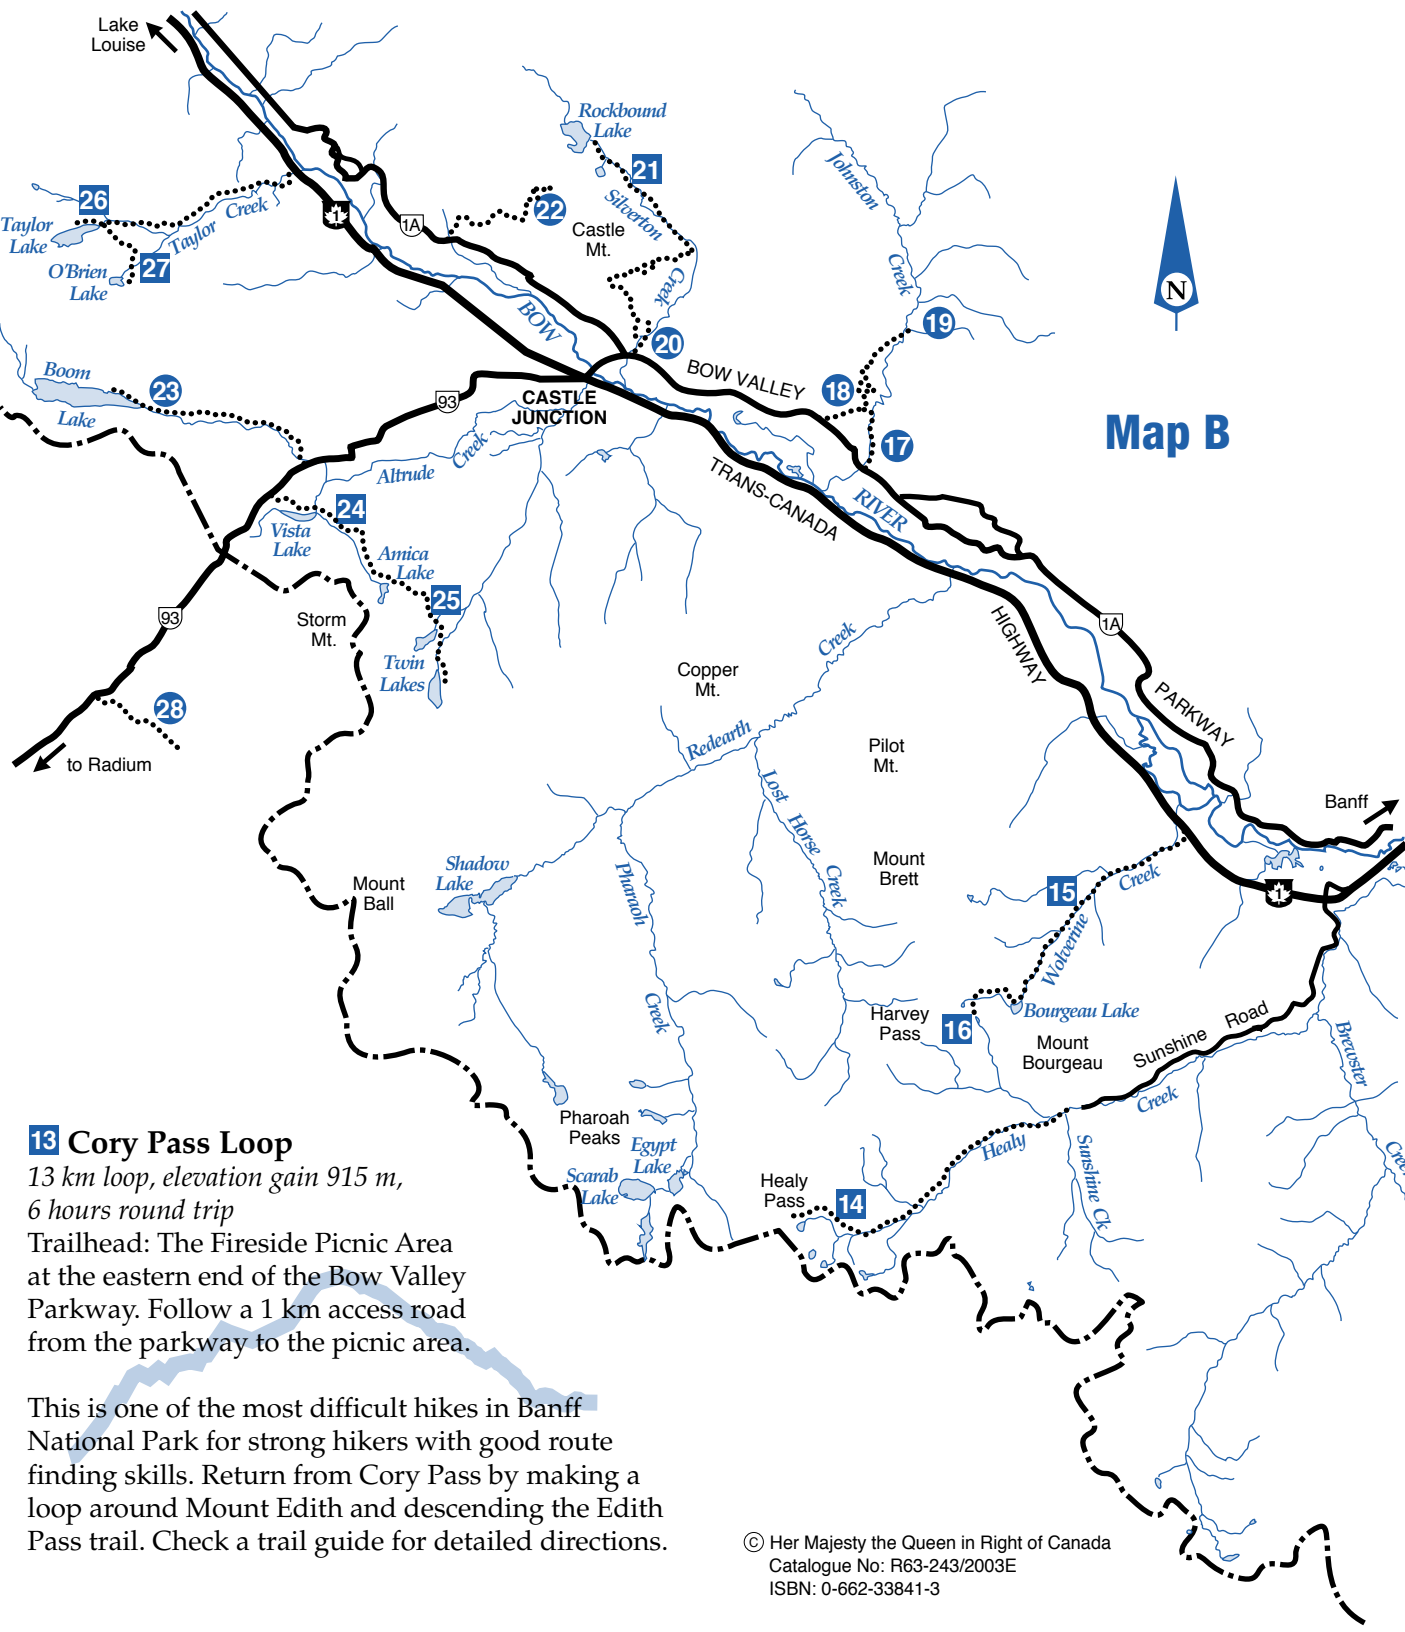 Lake
Louise
Rockbound
Lake
21
Johnston
Creek
26
Silverton
Creek
22
Castle
Mt.
1
1A
Taylor
Lake
Taylor
Creek
27
O'Brien
Lake
N
BOW
19
20
BOW VALLEY
18
Boom
Lake
23
93
CASTLE
JUNCTION
Map B
17
Altrude
Creek
TRANS-CANADA
RIVER
24
Vista
Lake
Amica
Lake
25
93
Storm
Mt.
Twin
Lakes
Creek
HIGHWAY
1A
Copper
Mt.
PARKWAY
28
to Radium
Redearth
Pilot
Mt.
Lost
Horse
Creek
Banff
Shadow
Lake
Mount
Ball
Pharaoh
Creek
Mount
Brett
15
Creek
Wolverine
1
Harvey
Pass
16
Bourgeau Lake
Mount
Bourgeau
Sunshine Road
Brewster
Creek
Healy
Sunshine Ck
Pharoah
Peaks
Egypt
Lake
Scarab
Lake
Healy
Pass
14
13 Cory Pass Loop
13 km loop, elevation gain 915 m,
6 hours round trip
Trailhead: The Fireside Picnic Area
at the eastern end of the Bow Valley
Parkway. Follow a 1 km access road
from the parkway to the picnic area.
This is one of the most difficult hikes in Banff
National Park for strong hikers with good route
finding skills. Return from Cory Pass by making a
loop around Mount Edith and descending the Edith
Pass trail. Check a trail guide for detailed directions.
© Her Majesty the Queen in Right of Canada
Catalogue No: R63-243/2003E
ISBN: 0-662-33841-3